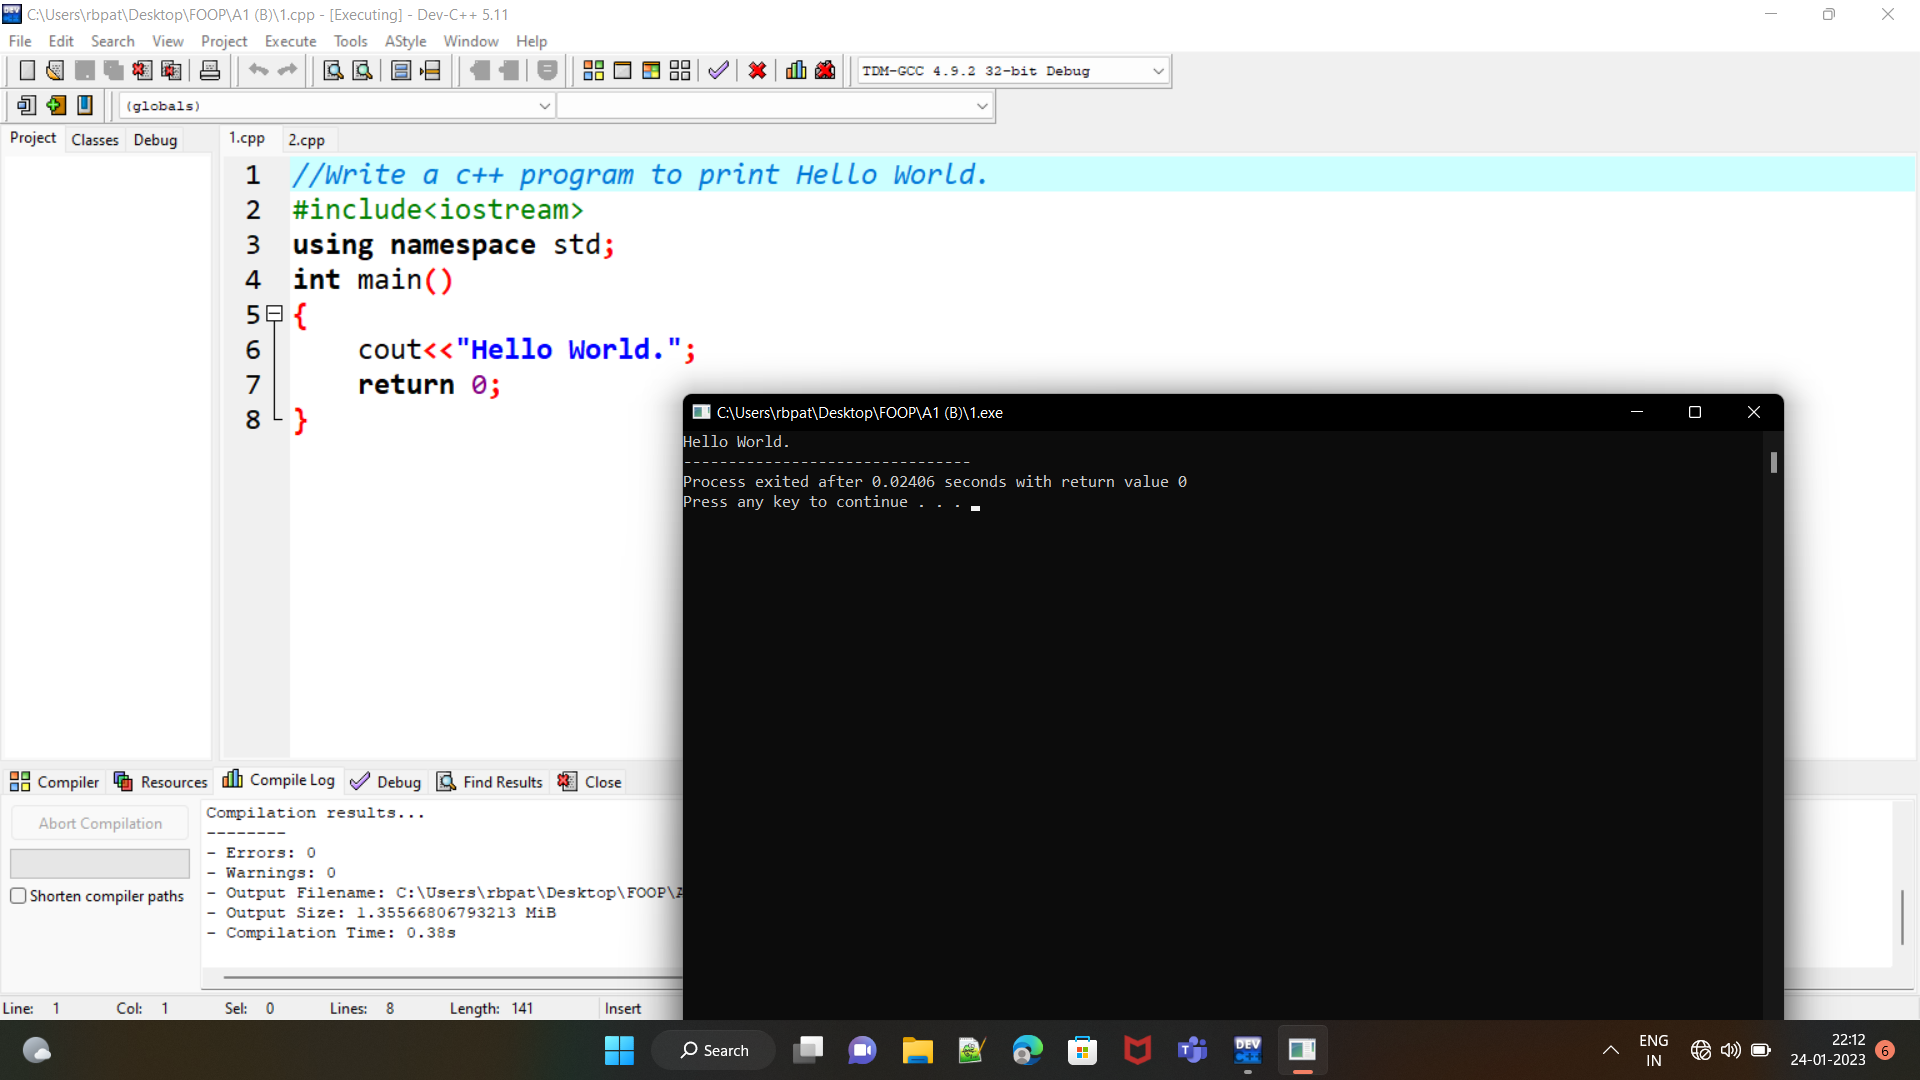 C:\Users\rbpat\Desktop\FOOP\A1 (B)\1.cpp - [Executing] - Dev-C++ 5.11
File Edit Search View Project Execute Tools AStyle Window Help
TDM-GCC 4.9.2 32-bit Debug
(globals)
Project Classes Debug 1.cpp 2.cpp
1 //Write a c++ program to print Hello World.
2 #include<iostream>
3 using namespace std;
4 int main()
5 {
6 cout<<"Hello World.";
7 return 0;
8 }
C:\Users\rbpat\Desktop\FOOP\A1 (B)\1.exe
Hello World.
--------------------------------
Process exited after 0.02406 seconds with return value 0
Press any key to continue . . .
Compiler Resources Compile Log Debug Find Results Close
Abort Compilation
Shorten compiler paths
Compilation results...
--------
- Errors: 0
- Warnings: 0
- Output Filename: C:\Users\rbpat\Desktop\FOOP\A
- Output Size: 1.35566806793213 MiB
- Compilation Time: 0.38s
Line: 1 Col: 1 Sel: 0 Lines: 8 Length: 141 Insert
Search
DEV C++
ENG
IN
22:12
24-01-2023
6